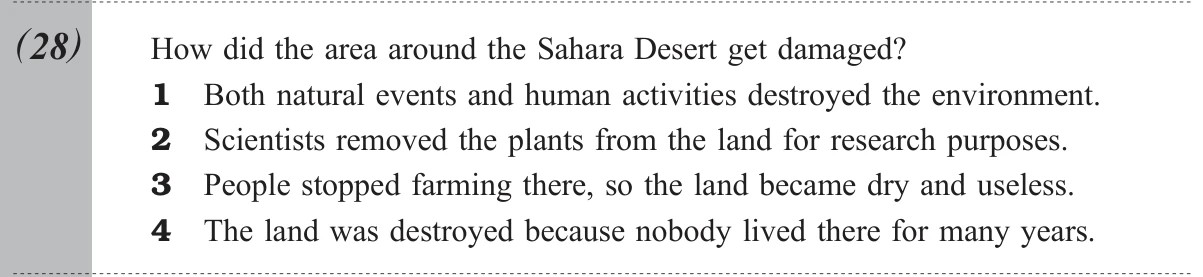 (28) How did the area around the Sahara Desert get damaged?
1 Both natural events and human activities destroyed the environment.
2 Scientists removed the plants from the land for research purposes.
3 People stopped farming there, so the land became dry and useless.
4 The land was destroyed because nobody lived there for many years.